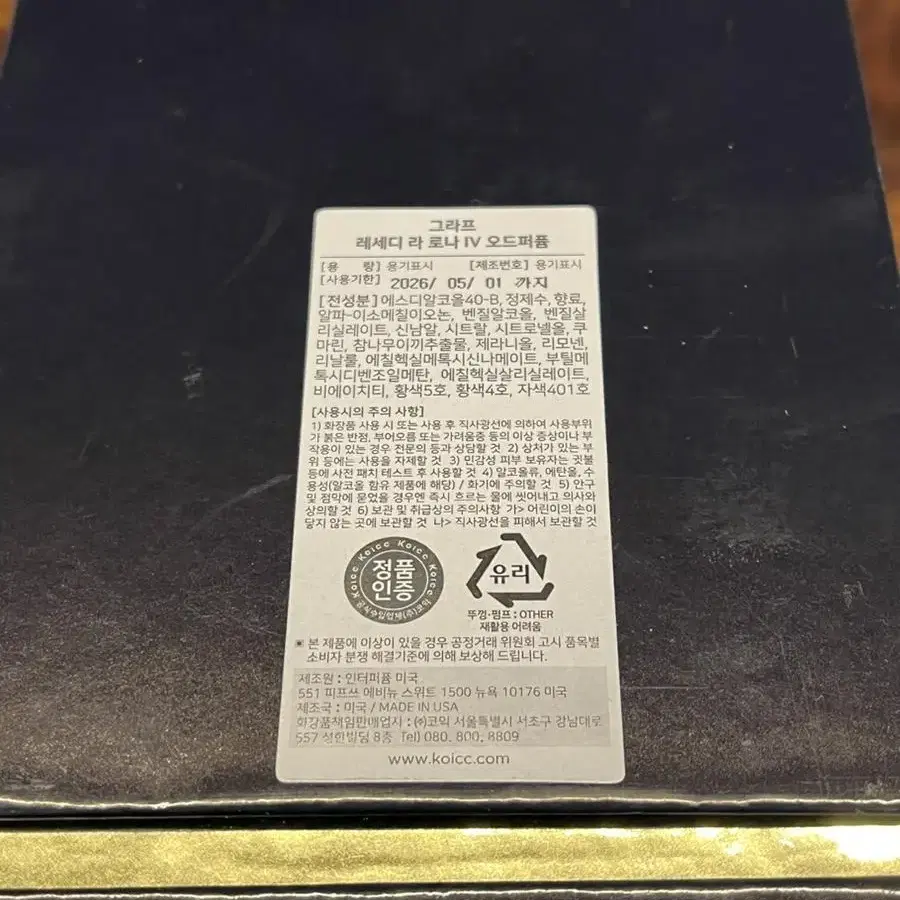 그라프
레세디 라 로나 IV 오드퍼퓸
[용 량] 용기표시 [제조번호] 용기표시
[사용기한] 2026/ 05/ 01 까지
[전성분] 에스디알코올40-B, 정제수, 향료,
알파-이소메칠이오논, 벤질알코올, 벤질살
리실레이트, 신남알, 시트랄, 시트로넬올, 쿠
마린, 참나무이끼추출물, 제라니올, 리모넨,
리날룰, 에칠헥실메톡시신나메이트, 부틸메
톡시디벤조일메탄, 에칠헥실살리실레이트,
비에이치티, 황색5호, 황색4호, 자색401호
[사용시의 주의 사항]
1) 화장품 사용 시 또는 사용 후 직사광선에 의하여 사용부위
가 붉은 반점, 부어오름 또는 가려움증 등의 이상 증상이나 부
작용이 있는 경우 전문의 등과 상담할 것 2) 상처가 있는 부
위 등에는 사용을 자제할 것 3) 민감성 피부 보유자는 귓불
등에 사전 패치 테스트 후 사용할 것 4) 알코올류, 에탄올, 소
용성(알코올 함유 제품에 해당) / 화기에 주의할 것 5) 안구
및 점막에 묻었을 경우엔 즉시 흐르는 물에 씻어내고 의사와
상의할 것 6) 보관 및 취급상의 주의사항 가> 어린이의 손이
닿지 않는 곳에 보관할 것 나> 직사광선을 피해서 보관할 것
Koicc Koicc Koicc Koicc
정품
인증
공식수입업체(주)코익
유리
뚜껑·펌프 : OTHER
재활용 어려움
▣ 본 제품에 이상이 있을 경우 공정거래 위원회 고시 품목별
소비자 분쟁 해결기준에 의해 보상해 드립니다.
제조원 : 인터퍼퓸 미국
551 피프쓰 에비뉴 스위트 1500 뉴욕 10176 미국
제조국 : 미국 / MADE IN USA
화장품책임판매업자 : ㈜코익 서울특별시 서초구 강남대로
557 성한빌딩 8층 Tel) 080. 800. 8809
www.koicc.com